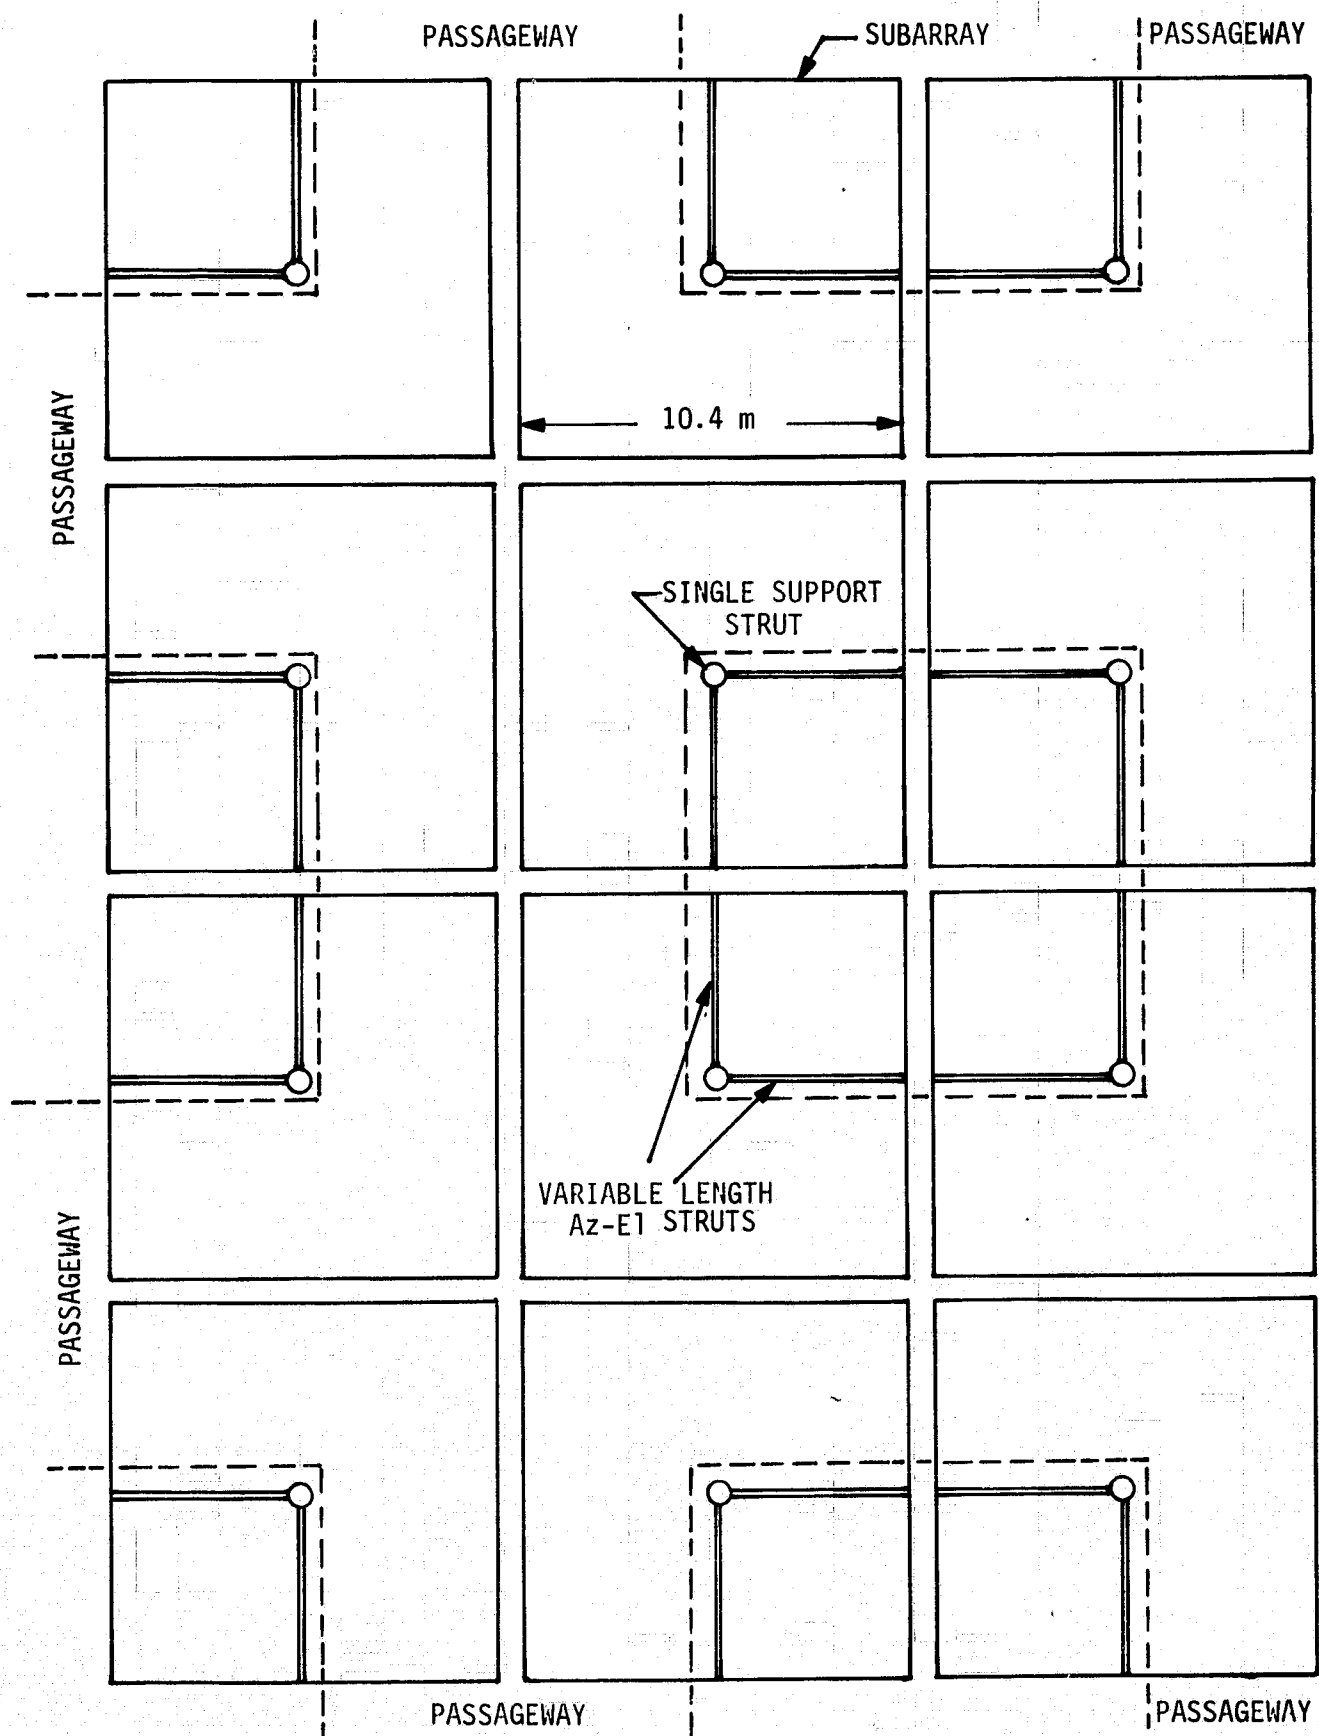 PASSAGEWAY
SUBARRAY
PASSAGEWAY
10.4 m
PASSAGEWAY
SINGLE SUPPORT
STRUT
VARIABLE LENGTH
Az-El STRUTS
PASSAGEWAY
PASSAGEWAY
PASSAGEWAY